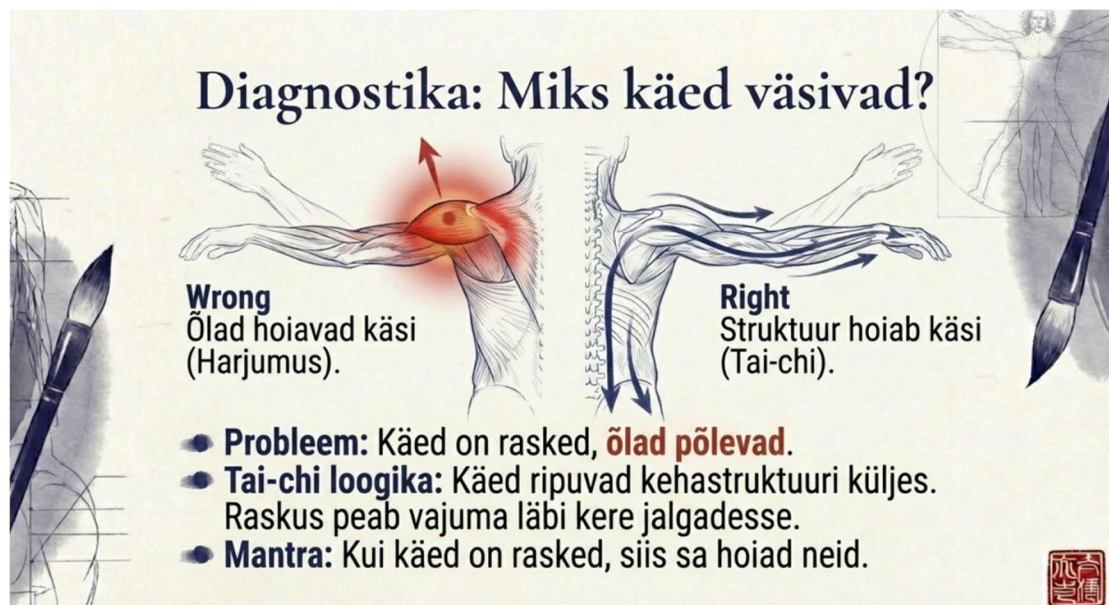 Diagnostika: Miks käed väsivad?
Wrong
Õlad hoiavad käsi
(Harjumus).
Right
Struktuur hoiab käsi
(Tai-chi).
Probleem: Käed on rasked, õlad põlevad.
Tai-chi loogika: Käed ripuvad kehastruktuuri küljes.
Raskus peab vajuma läbi kere jalgadesse.
Mantra: Kui käed on rasked, siis sa hoiad neid.